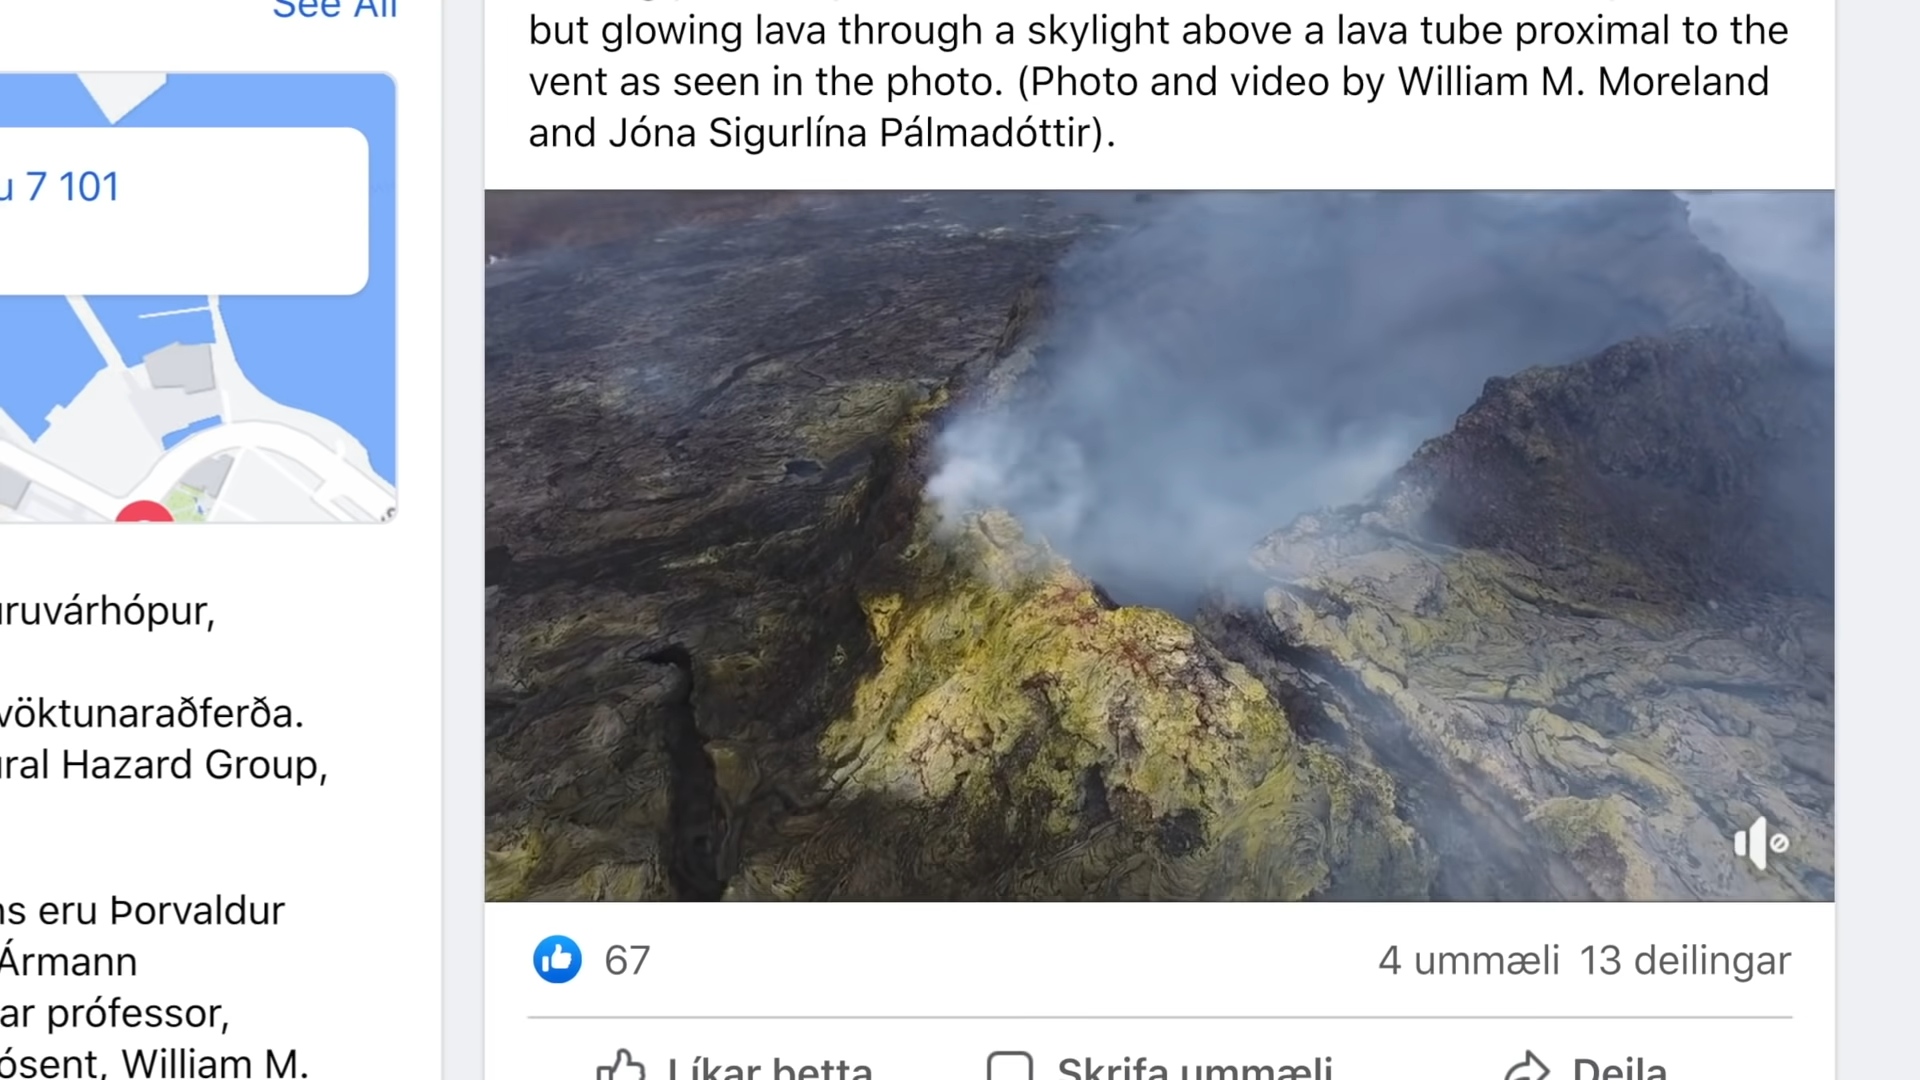 See All
u 7 101
uruvárhópur,
vöktunaraðferða.
ural Hazard Group,
ns eru Þorvaldur
Ármann
ar prófessor,
ósent, William M.
but glowing lava through a skylight above a lava tube proximal to the
vent as seen in the photo. (Photo and video by William M. Moreland
and Jóna Sigurlína Pálmadóttir).
67
4 ummæli 13 deilingar
Líkar þetta
Skrifa ummæli
Deila